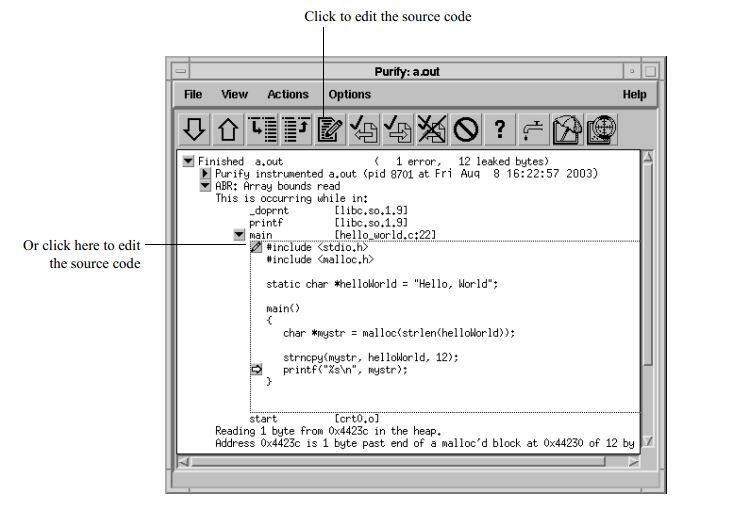 Click to edit the source code
Purify: a.out
File View Actions Options Help
?
Finished a.out ( 1 error, 12 leaked bytes)
Purify instrumented a.out (pid 8701 at Fri Aug 8 16:22:57 2003)
ABR: Array bounds read
This is occurring while in:
_doprnt [libc.so.1.9]
printf [libc.so.1.9]
main [hello_world.c:22]
Or click here to edit
the source code
#include <stdio.h>
#include <malloc.h>
static char *helloWorld = "Hello, World";
main()
{
char *mystr = malloc(strlen(helloWorld));
strncpy(mystr, helloWorld, 12);
printf("%s\n", mystr);
}
start [crt0.o]
Reading 1 byte from 0x4423c in the heap.
Address 0x4423c is 1 byte past end of a malloc'd block at 0x44230 of 12 by